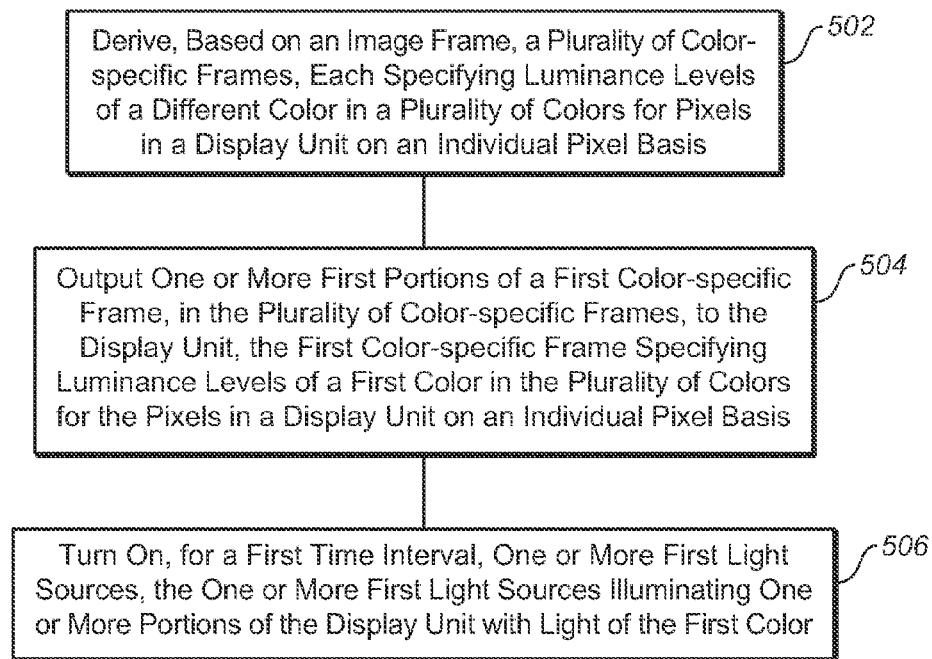 Derive, Based on an Image Frame, a Plurality of Color-
specific Frames, Each Specifying Luminance Levels
of a Different Color in a Plurality of Colors for Pixels
in a Display Unit on an Individual Pixel Basis
502
Output One or More First Portions of a First Color-specific
Frame, in the Plurality of Color-specific Frames, to the
Display Unit, the First Color-specific Frame Specifying
Luminance Levels of a First Color in the Plurality of Colors
for the Pixels in a Display Unit on an Individual Pixel Basis
504
Turn On, for a First Time Interval, One or More First Light
Sources, the One or More First Light Sources Illuminating One
or More Portions of the Display Unit with Light of the First Color
506